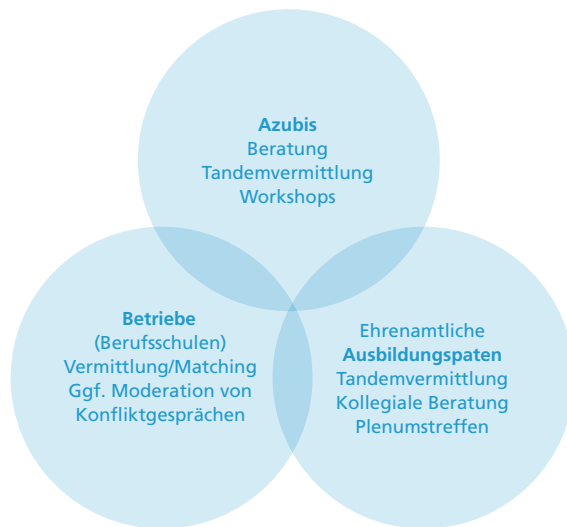 Azubis
Beratung
Tandemvermittlung
Workshops
Betriebe
(Berufsschulen)
Vermittlung/Matching
Ggf. Moderation von
Konfliktgesprächen
Ehrenamtliche
Ausbildungspaten
Tandemvermittlung
Kollegiale Beratung
Plenumstreffen